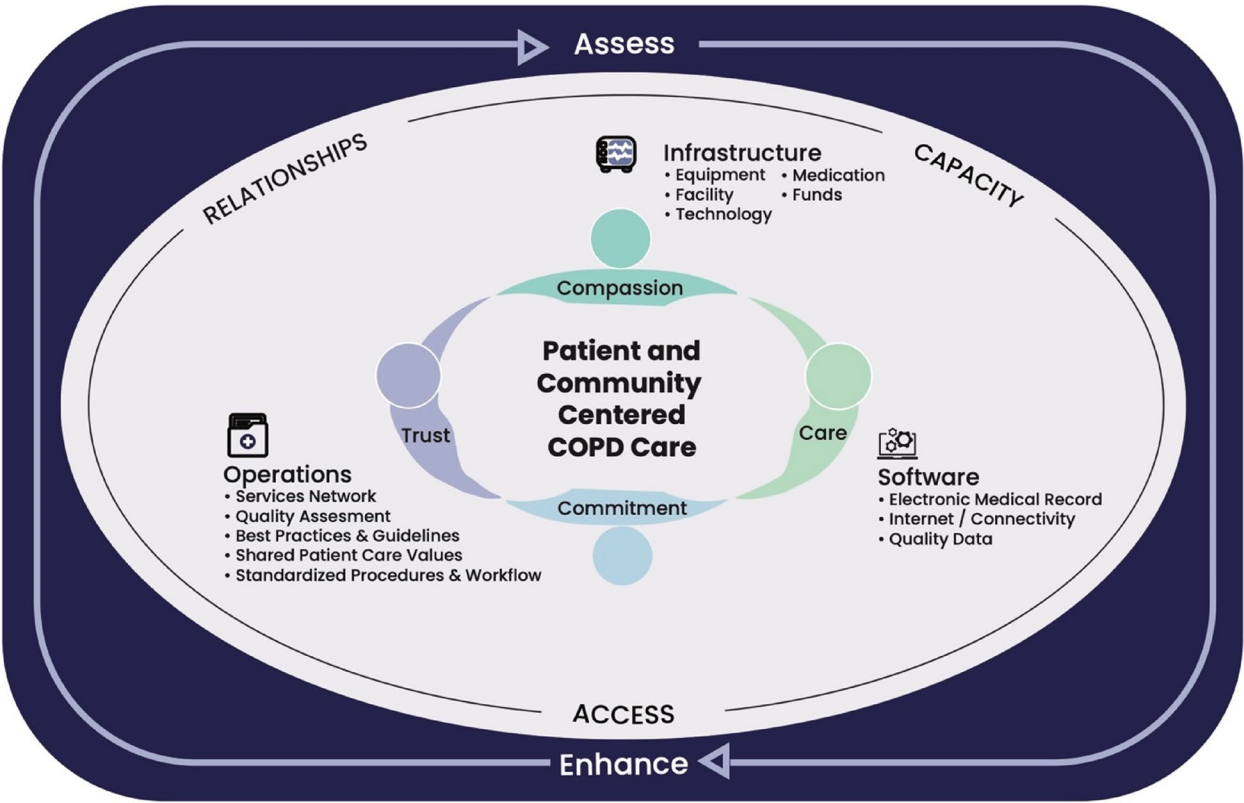 Assess
RELATIONSHIPS
CAPACITY
Infrastructure
• Equipment • Medication
• Facility • Funds
• Technology
Compassion
Patient and
Community
Centered
COPD Care
Trust
Care
Commitment
Operations
• Services Network
• Quality Assesment
• Best Practices & Guidelines
• Shared Patient Care Values
• Standardized Procedures & Workflow
Software
• Electronic Medical Record
• Internet / Connectivity
• Quality Data
ACCESS
Enhance